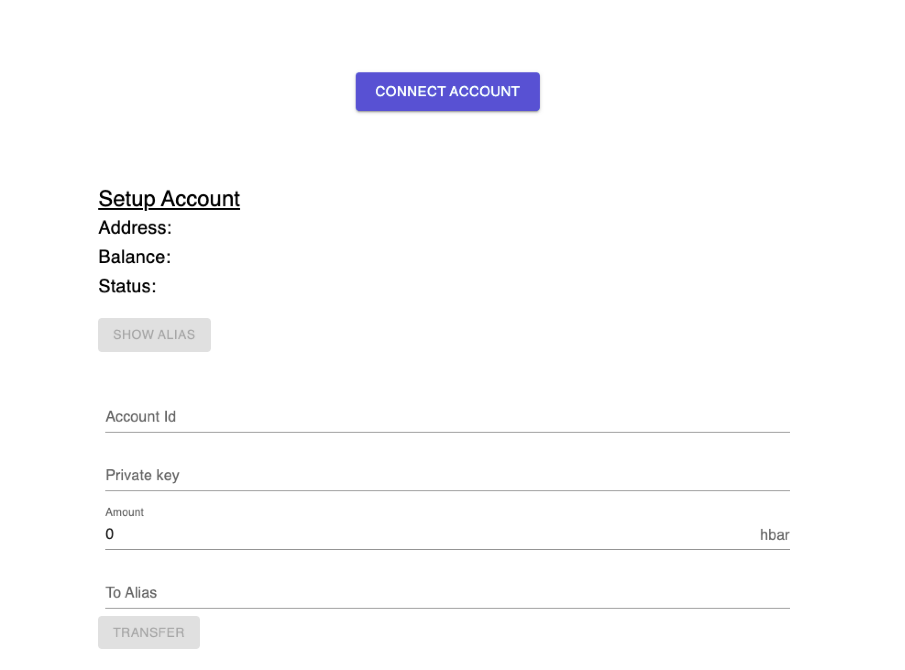 CONNECT ACCOUNT
Setup Account
Address:
Balance:
Status:
SHOW ALIAS
Account Id
Private key
Amount
0 hbar
To Alias
TRANSFER